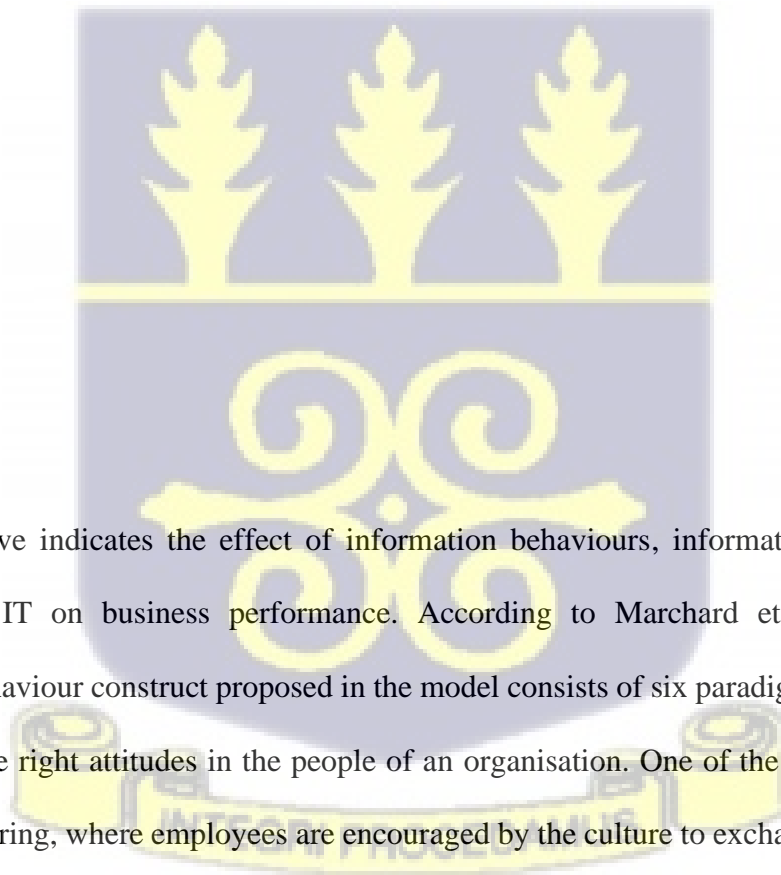 ve indicates the effect of information behaviours, informat
IT on business performance. According to Marchard et
aviour construct proposed in the model consists of six paradig
e right attitudes in the people of an organisation. One of the
ring, where employees are encouraged by the culture to excha
INTEGRI PROCEDAMUS